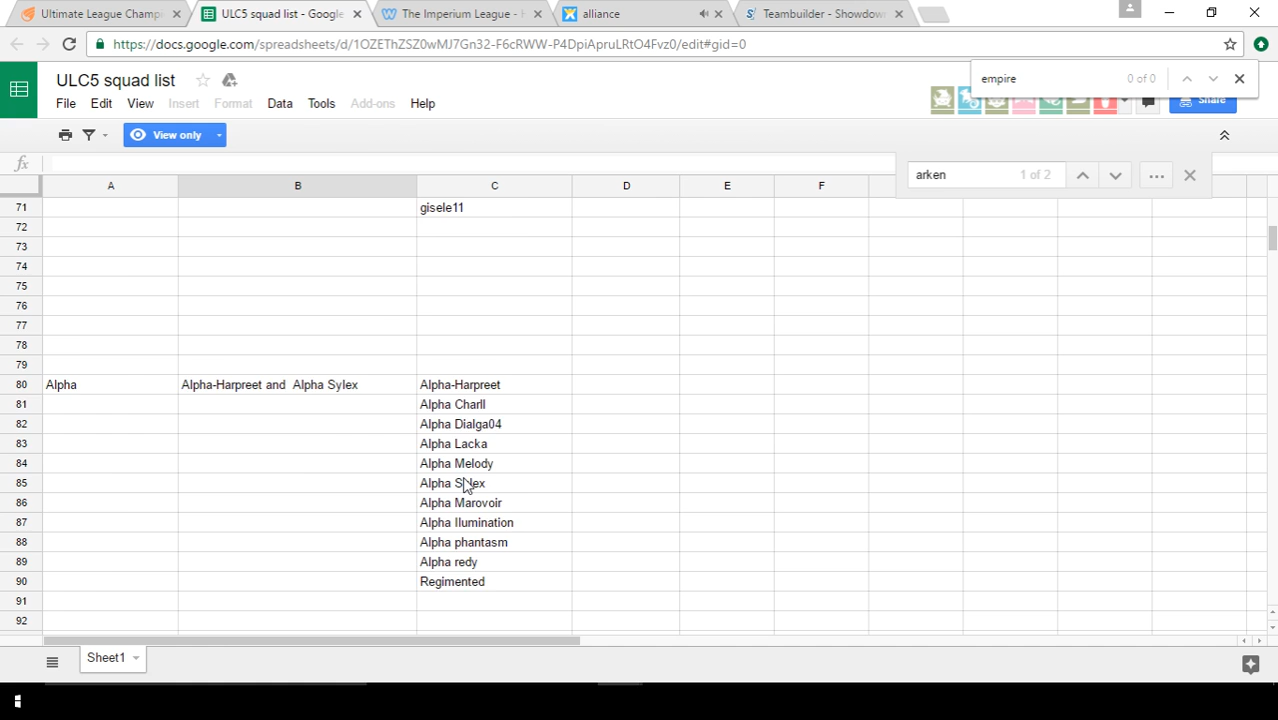 Ultimate League Champi
ULC5 squad list - Google
The Imperium League - H
alliance
Teambuilder - Showdown
https://docs.google.com/spreadsheets/d/1OZEThZSZ0wMJ7Gn32-F6cRWW-P4DpiApruLRtO4Fvz0/edit#gid=0
empire 0 of 0
ULC5 squad list
File Edit View Insert Format Data Tools Add-ons Help
Share
View only
fx
arken 1 of 2
A B C D E F
71 gisele11
72
73
74
75
76
77
78
79
80 Alpha Alpha-Harpreet and Alpha Sylex Alpha-Harpreet
81 Alpha Charll
82 Alpha Dialga04
83 Alpha Lacka
84 Alpha Melody
85 Alpha Sylex
86 Alpha Marovoir
87 Alpha Ilumination
88 Alpha phantasm
89 Alpha redy
90 Regimented
91
92
Sheet1